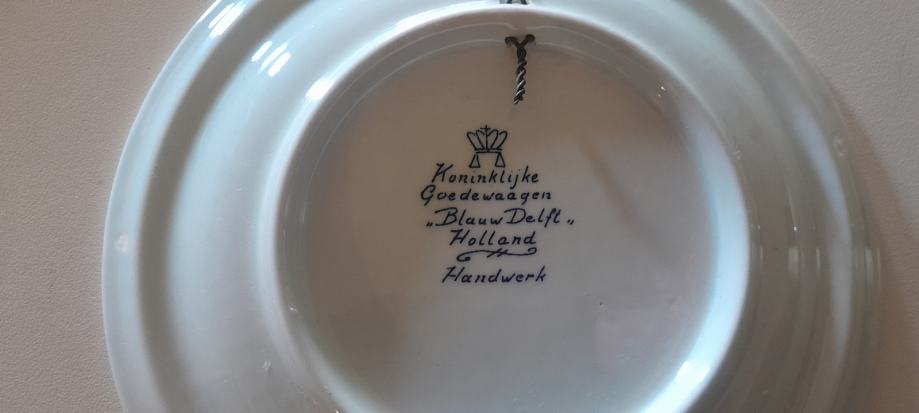 Koninklijke
Goedewaagen
„Blauw Delft„
Holland
Handwerk